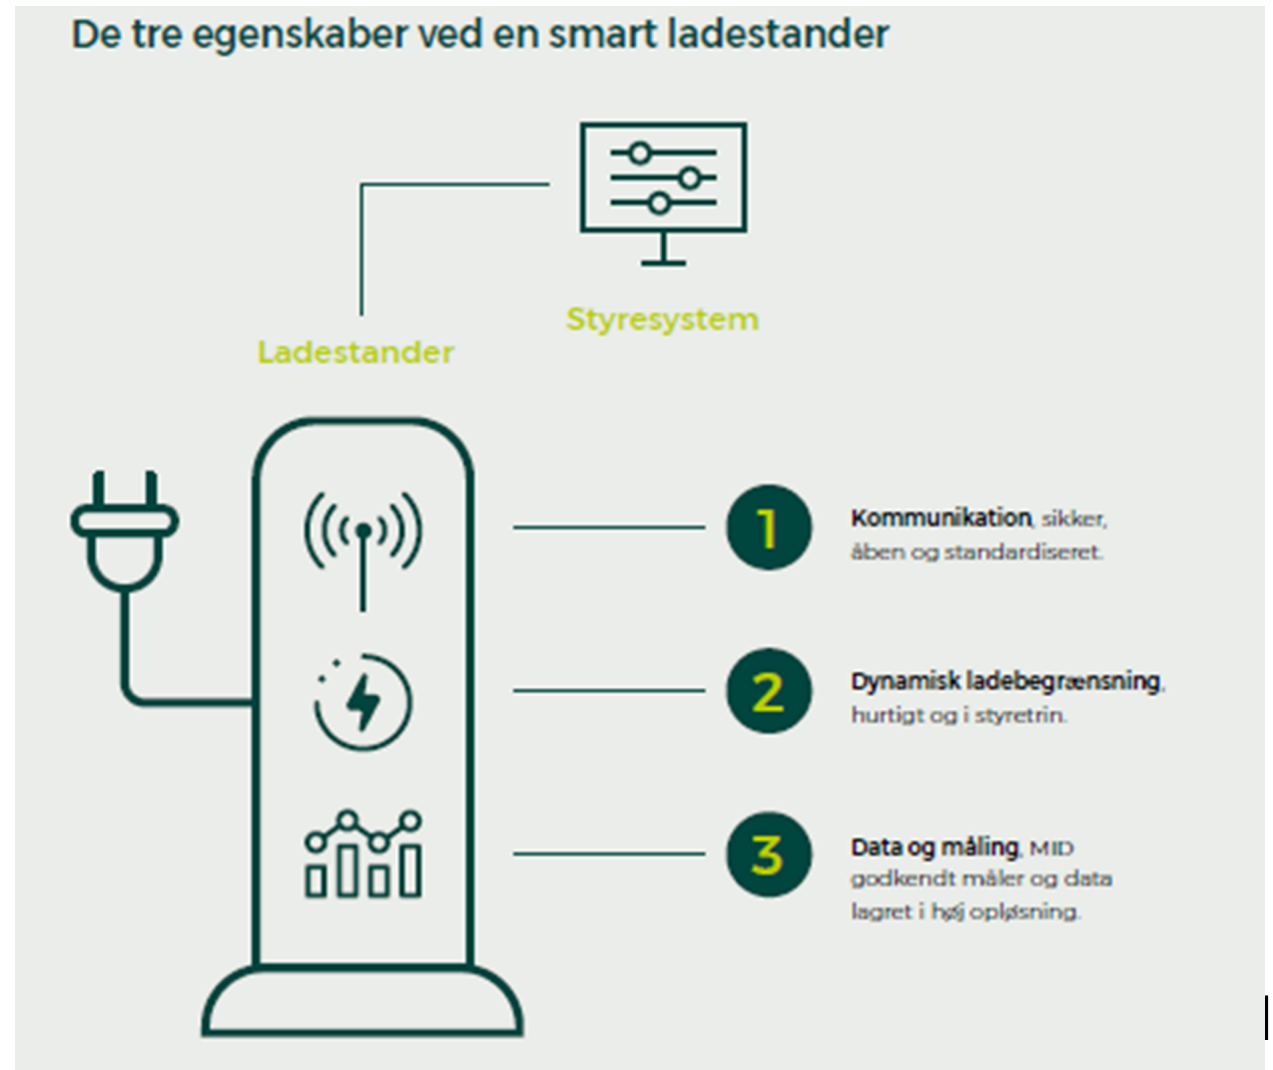 De tre egenskaber ved en smart ladestander
Styresystem
Ladestander
1
Kommunikation, sikker,
åben og standardiseret.
2
Dynamisk ladebegrænsning,
hurtigt og i styretrin.
3
Data og måling, MID
godkendt måler og data
lagret i høj opløsning.